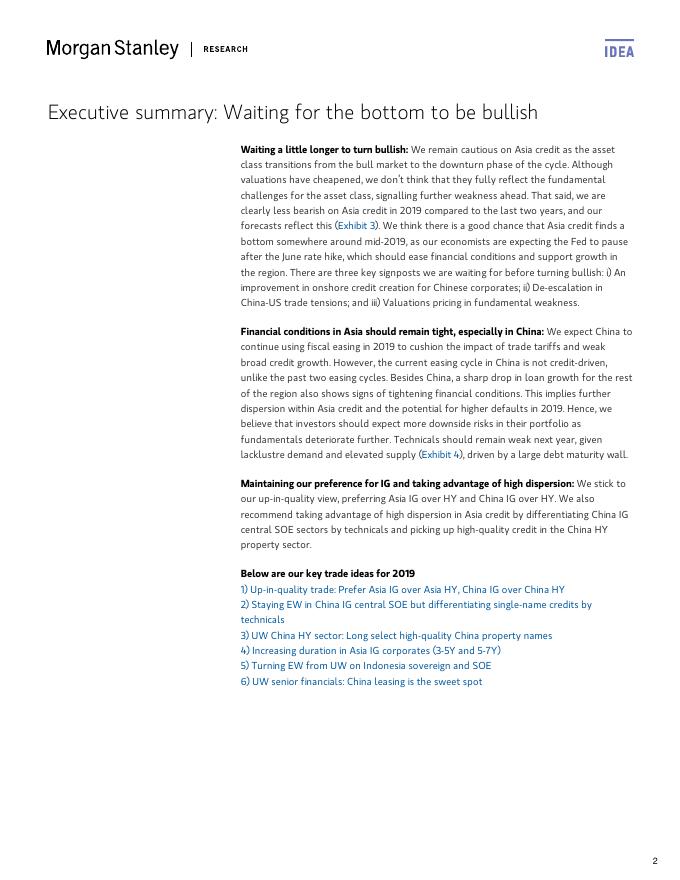 Morgan Stanley | RESEARCH
IDEA
Executive summary: Waiting for the bottom to be bullish
Waiting a little longer to turn bullish: We remain cautious on Asia credit as the asset
class transitions from the bull market to the downturn phase of the cycle. Although
valuations have cheapened, we don't think that they fully reflect the fundamental
challenges for the asset class, signalling further weakness ahead. That said, we are
clearly less bearish on Asia credit in 2019 compared to the last two years, and our
forecasts reflect this (Exhibit 3). We think there is a good chance that Asia credit finds a
bottom somewhere around mid-2019, as our economists are expecting the Fed to pause
after the June rate hike, which should ease financial conditions and support growth in
the region. There are three key signposts we are waiting for before turning bullish: i) An
improvement in onshore credit creation for Chinese corporates; ii) De-escalation in
China-US trade tensions; and iii) Valuations pricing in fundamental weakness.
Financial conditions in Asia should remain tight, especially in China: We expect China to
continue using fiscal easing in 2019 to cushion the impact of trade tariffs and weak
broad credit growth. However, the current easing cycle in China is not credit-driven,
unlike the past two easing cycles. Besides China, a sharp drop in loan growth for the rest
of the region also shows signs of tightening financial conditions. This implies further
dispersion within Asia credit and the potential for higher defaults in 2019. Hence, we
believe that investors should expect more downside risks in their portfolio as
fundamentals deteriorate further. Technicals should remain weak next year, given
lacklustre demand and elevated supply (Exhibit 4), driven by a large debt maturity wall.
Maintaining our preference for IG and taking advantage of high dispersion: We stick to
our up-in-quality view, preferring Asia IG over HY and China IG over HY. We also
recommend taking advantage of high dispersion in Asia credit by differentiating China IG
central SOE sectors by technicals and picking up high-quality credit in the China HY
property sector.
Below are our key trade ideas for 2019
1) Up-in-quality trade: Prefer Asia IG over Asia HY, China IG over China HY
2) Staying EW in China IG central SOE but differentiating single-name credits by
technicals
3) UW China HY sector: Long select high-quality China property names
4) Increasing duration in Asia IG corporates (3-5Y and 5-7Y)
5) Turning EW from UW on Indonesia sovereign and SOE
6) UW senior financials: China leasing is the sweet spot
2